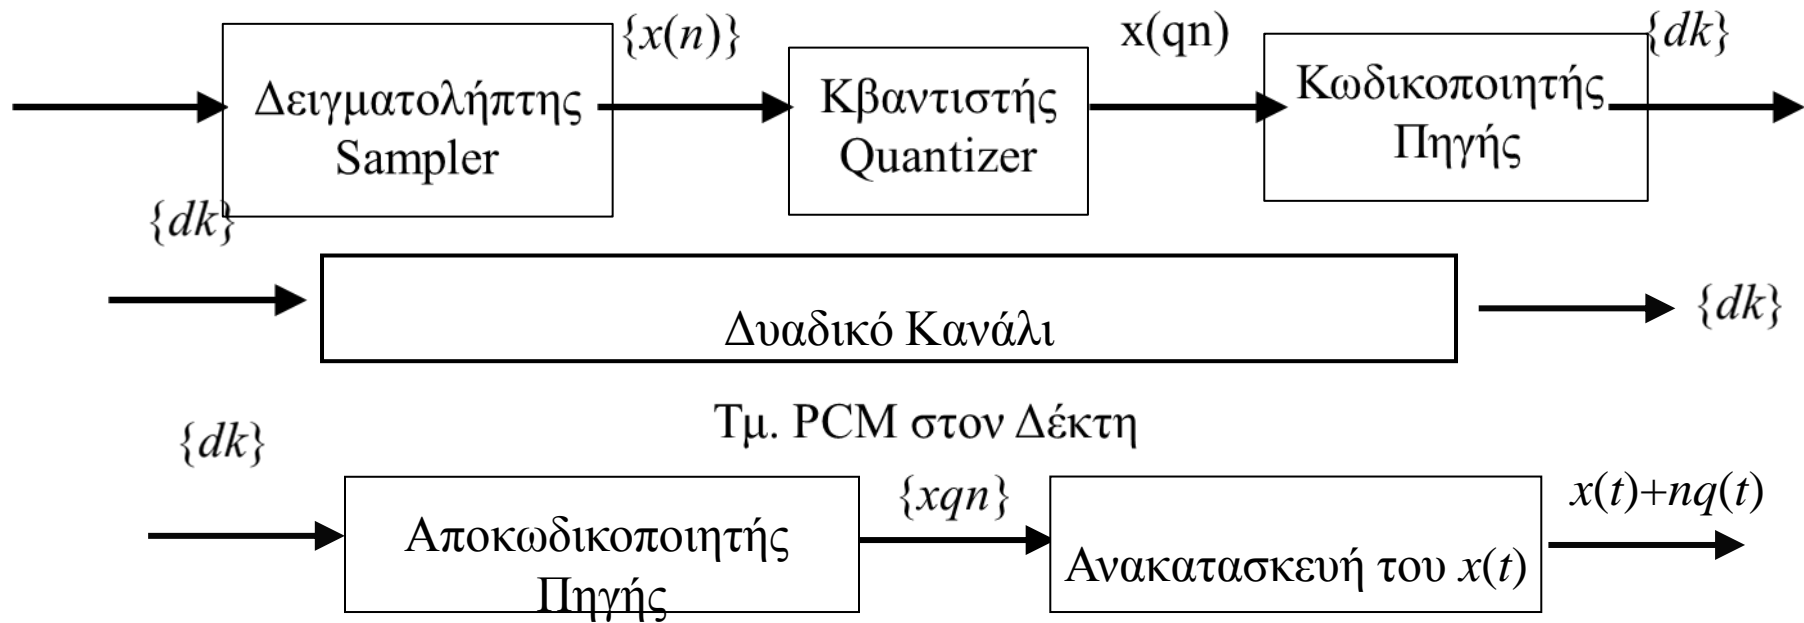 {x(n)}
x(qn)
{dk}
Δειγματολήπτης
Sampler
Κβαντιστής
Quantizer
Κωδικοποιητής
Πηγής
{dk}
Δυαδικό Κανάλι
{dk}
Τμ. PCM στον Δέκτη
{dk}
{xqn}
x(t)+nq(t)
Αποκωδικοποιητής
Πηγής
Ανακατασκευή του x(t)